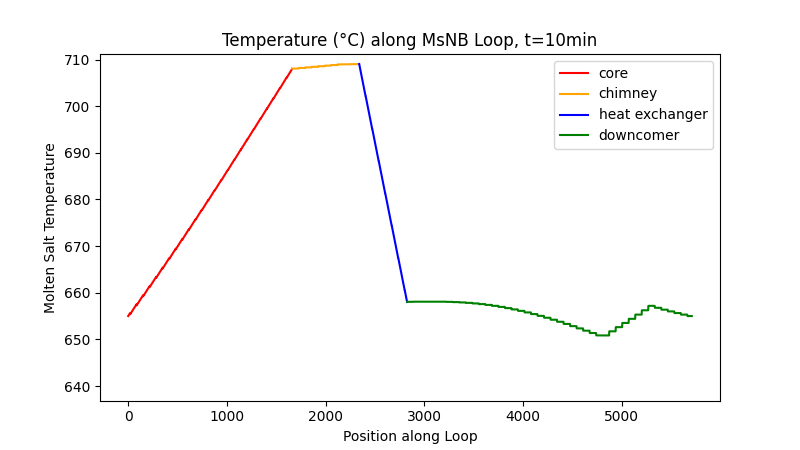 Temperature (°C) along MsNB Loop, t=10min
Molten Salt Temperature
710
700
690
680
670
660
650
640
core
chimney
heat exchanger
downcomer
0 1000 2000 3000 4000 5000
Position along Loop